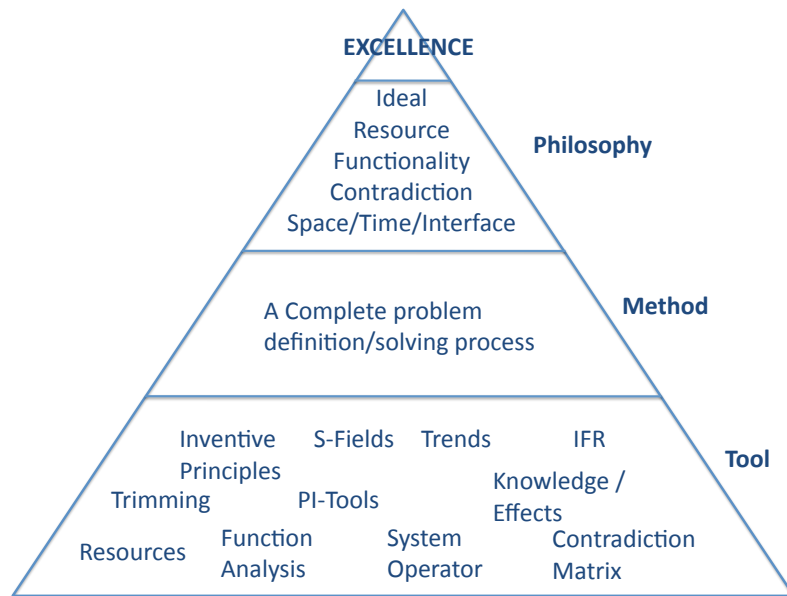 EXCELLENCE
Ideal
Resource
Functionality
Contradiction
Space/Time/Interface
Philosophy
A Complete problem
definition/solving process
Method
Inventive
Principles
S-Fields
Trends
IFR
Tool
Trimming
PI-Tools
Knowledge /
Effects
Resources
Function
Analysis
System
Operator
Contradiction
Matrix